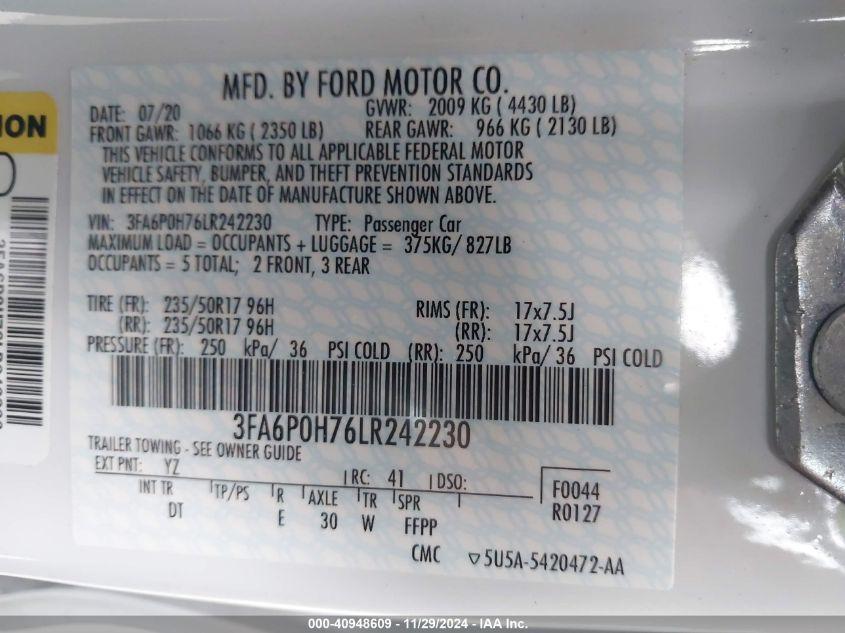 MFD. BY FORD MOTOR CO.
DATE: 07/20 GVWR: 2009 KG ( 4430 LB)
FRONT GAWR: 1066 KG ( 2350 LB) REAR GAWR: 966 KG ( 2130 LB)
THIS VEHICLE CONFORMS TO ALL APPLICABLE FEDERAL MOTOR
VEHICLE SAFETY, BUMPER, AND THEFT PREVENTION STANDARDS
IN EFFECT ON THE DATE OF MANUFACTURE SHOWN ABOVE.
VIN: 3FA6P0H76LR242230 TYPE: Passenger Car
MAXIMUM LOAD = OCCUPANTS + LUGGAGE = 375KG/ 827LB
OCCUPANTS = 5 TOTAL; 2 FRONT, 3 REAR
TIRE (FR): 235/50R17 96H RIMS (FR): 17x7.5J
(RR): 235/50R17 96H (RR): 17x7.5J
PRESSURE (FR): 250 kPa/ 36 PSI COLD (RR): 250 kPa/ 36 PSI COLD
3FA6P0H76LR242230
TRAILER TOWING - SEE OWNER GUIDE
EXT PNT: YZ RC: 41 DSO: F0044
INT TR TP/PS R AXLE TR SPR R0127
DT E 30 W FFPP
CMC ▽5U5A-5420472-AA
ION
000-40948609 - 11/29/2024 - IAA Inc.